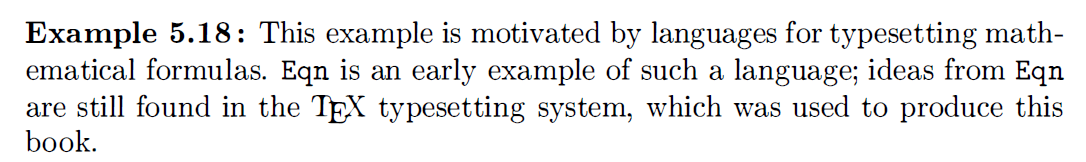 Example 5.18: This example is motivated by languages for typesetting math-
ematical formulas. Eqn is an early example of such a language; ideas from Eqn
are still found in the TEX typesetting system, which was used to produce this
book.